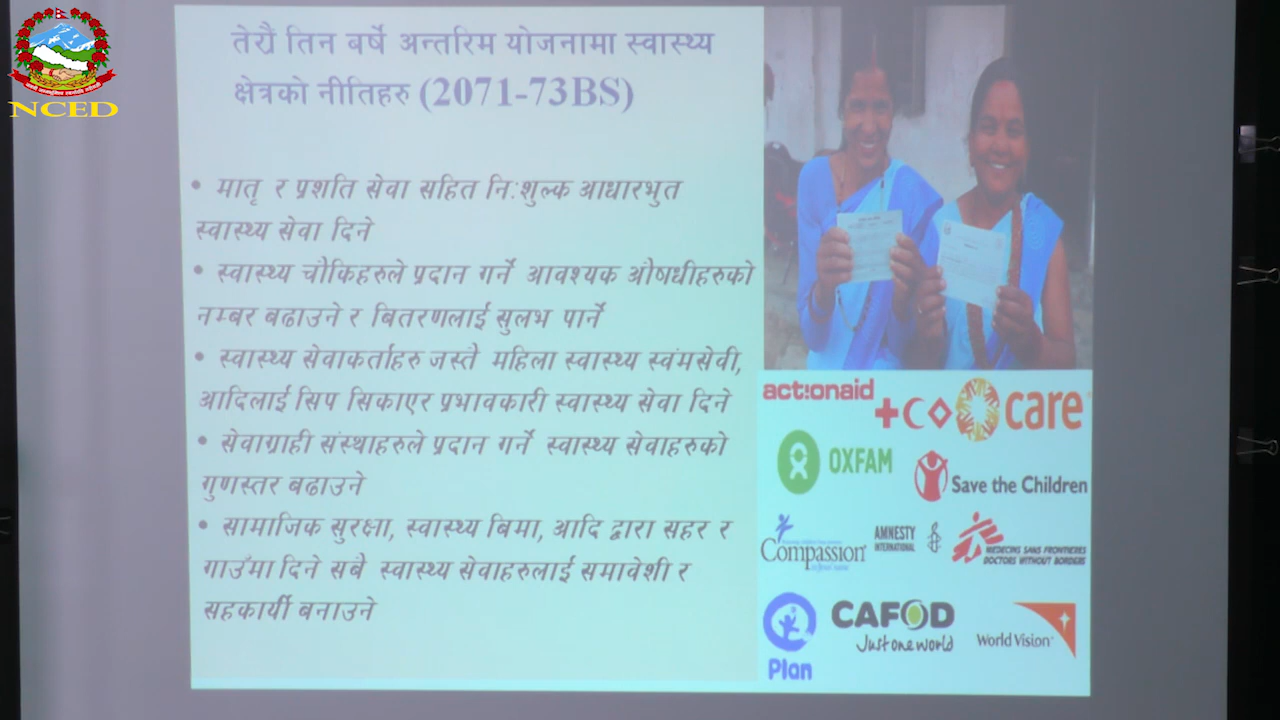 NCED
तेरौं तिन बर्षे अन्तरिम योजनामा स्वास्थ्य
क्षेत्रको नीतिहरु (2071-73BS)
• मातृ र प्रशति सेवा सहित नि:शुल्क आधारभुत
स्वास्थ्य सेवा दिने
• स्वास्थ्य चौकिहरुले प्रदान गर्ने आवश्यक औषधीहरुको
नम्बर बढाउने र बितरणलाई सुलभ पार्ने
• स्वास्थ्य सेवाकर्ताहरु जस्तै महिला स्वास्थ्य स्वंमसेवी,
आदिलाई सिप सिकाएर प्रभावकारी स्वास्थ्य सेवा दिने
• सेवाग्राही संस्थाहरुले प्रदान गर्ने स्वास्थ्य सेवाहरुको
गुणस्तर बढाउने
• सामाजिक सुरक्षा, स्वास्थ्य बिमा, आदि द्वारा सहर र
गाउँमा दिने सबै स्वास्थ्य सेवाहरुलाई समावेशी र
सहकार्यी बनाउने
act:onaid
care
OXFAM
Save the Children
Compassion
AMNESTY
INTERNATIONAL
MEDECINS SANS FRONTIERES
DOCTORS WITHOUT BORDERS
Plan
CAFOD
Just one world
World Vision